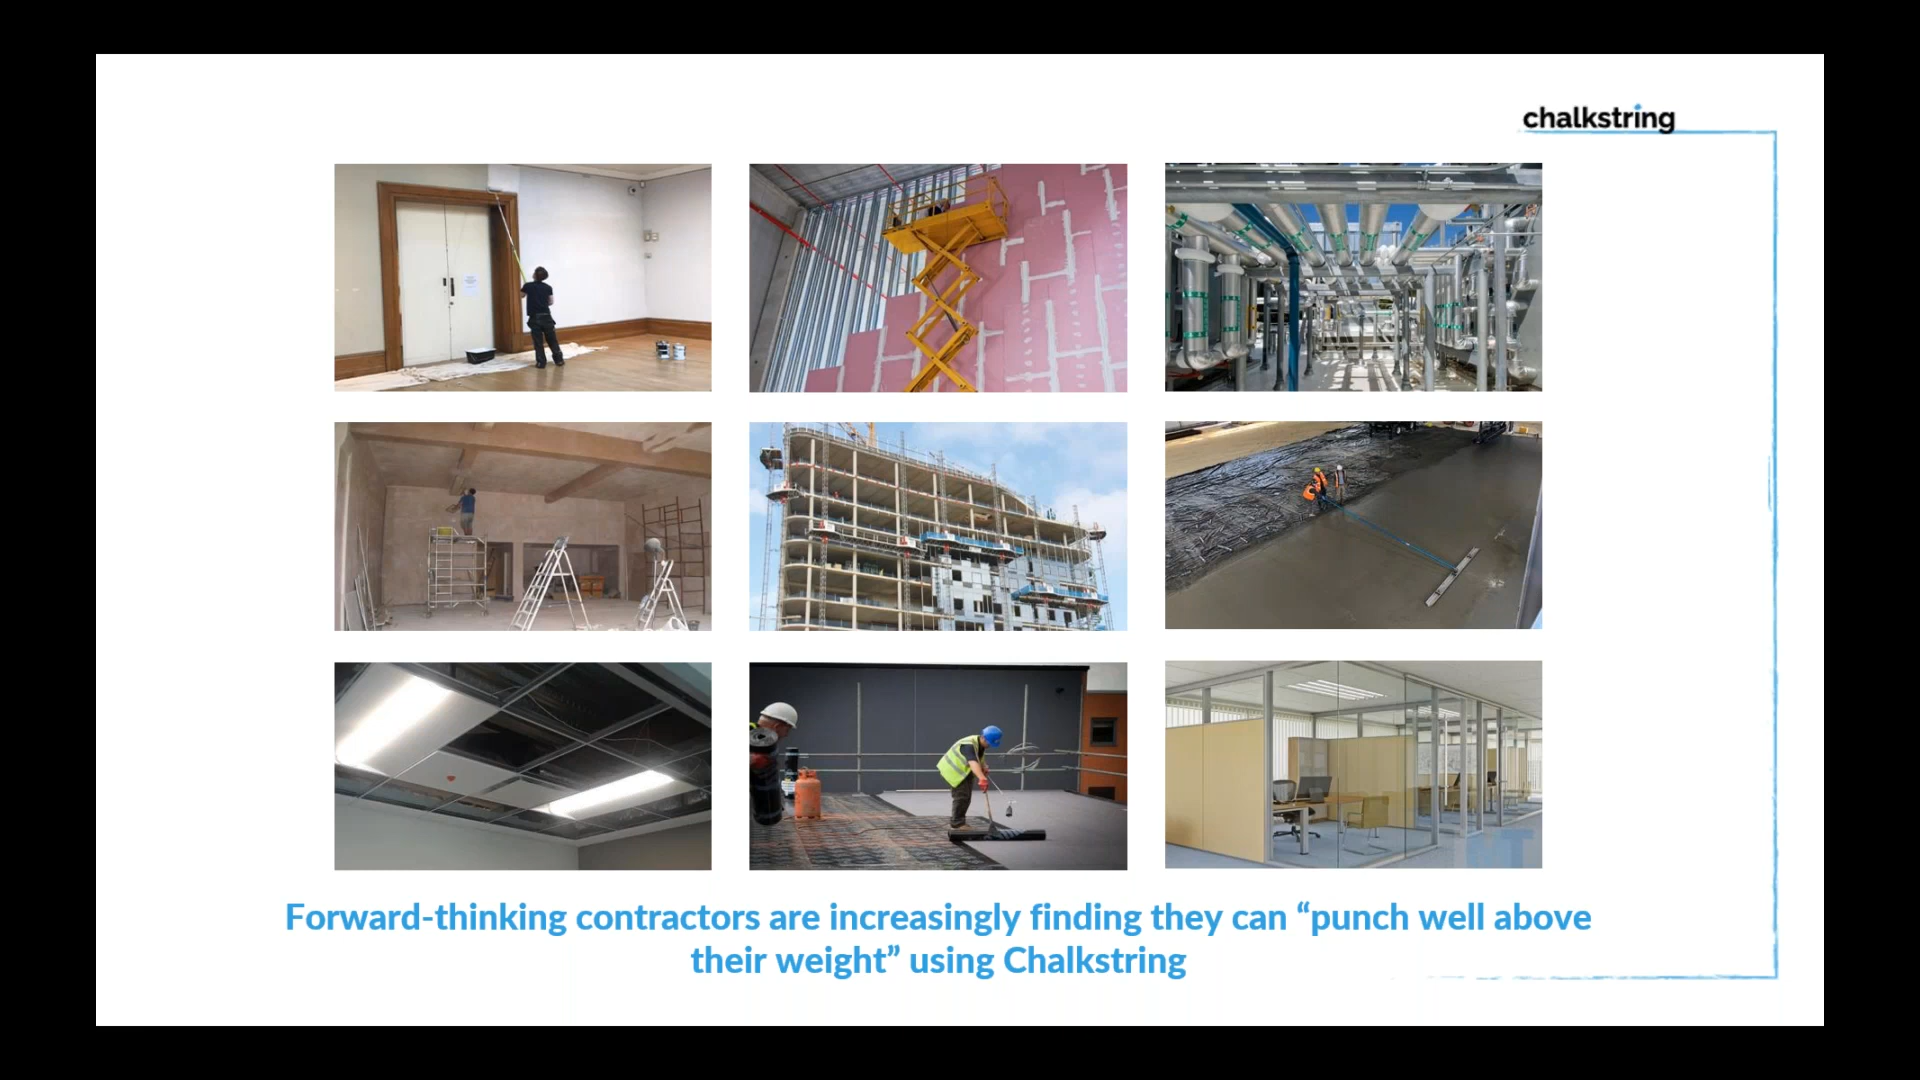 chalkstring
Forward-thinking contractors are increasingly finding they can “punch well above
their weight” using Chalkstring